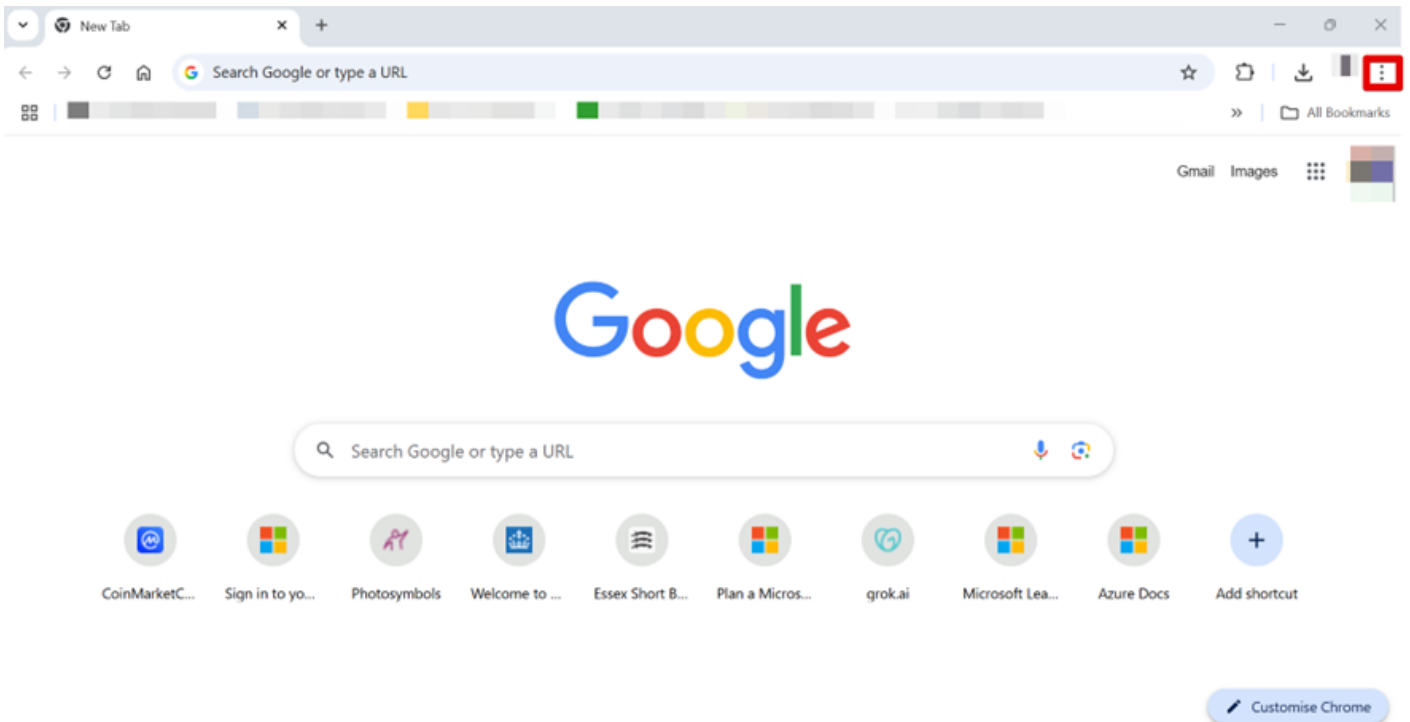 New Tab
Search Google or type a URL
All Bookmarks
Gmail Images
Google
Search Google or type a URL
CoinMarketC... Sign in to yo... Photosymbols Welcome to ... Essex Short B... Plan a Micros... grok.ai Microsoft Lea... Azure Docs Add shortcut
Customise Chrome